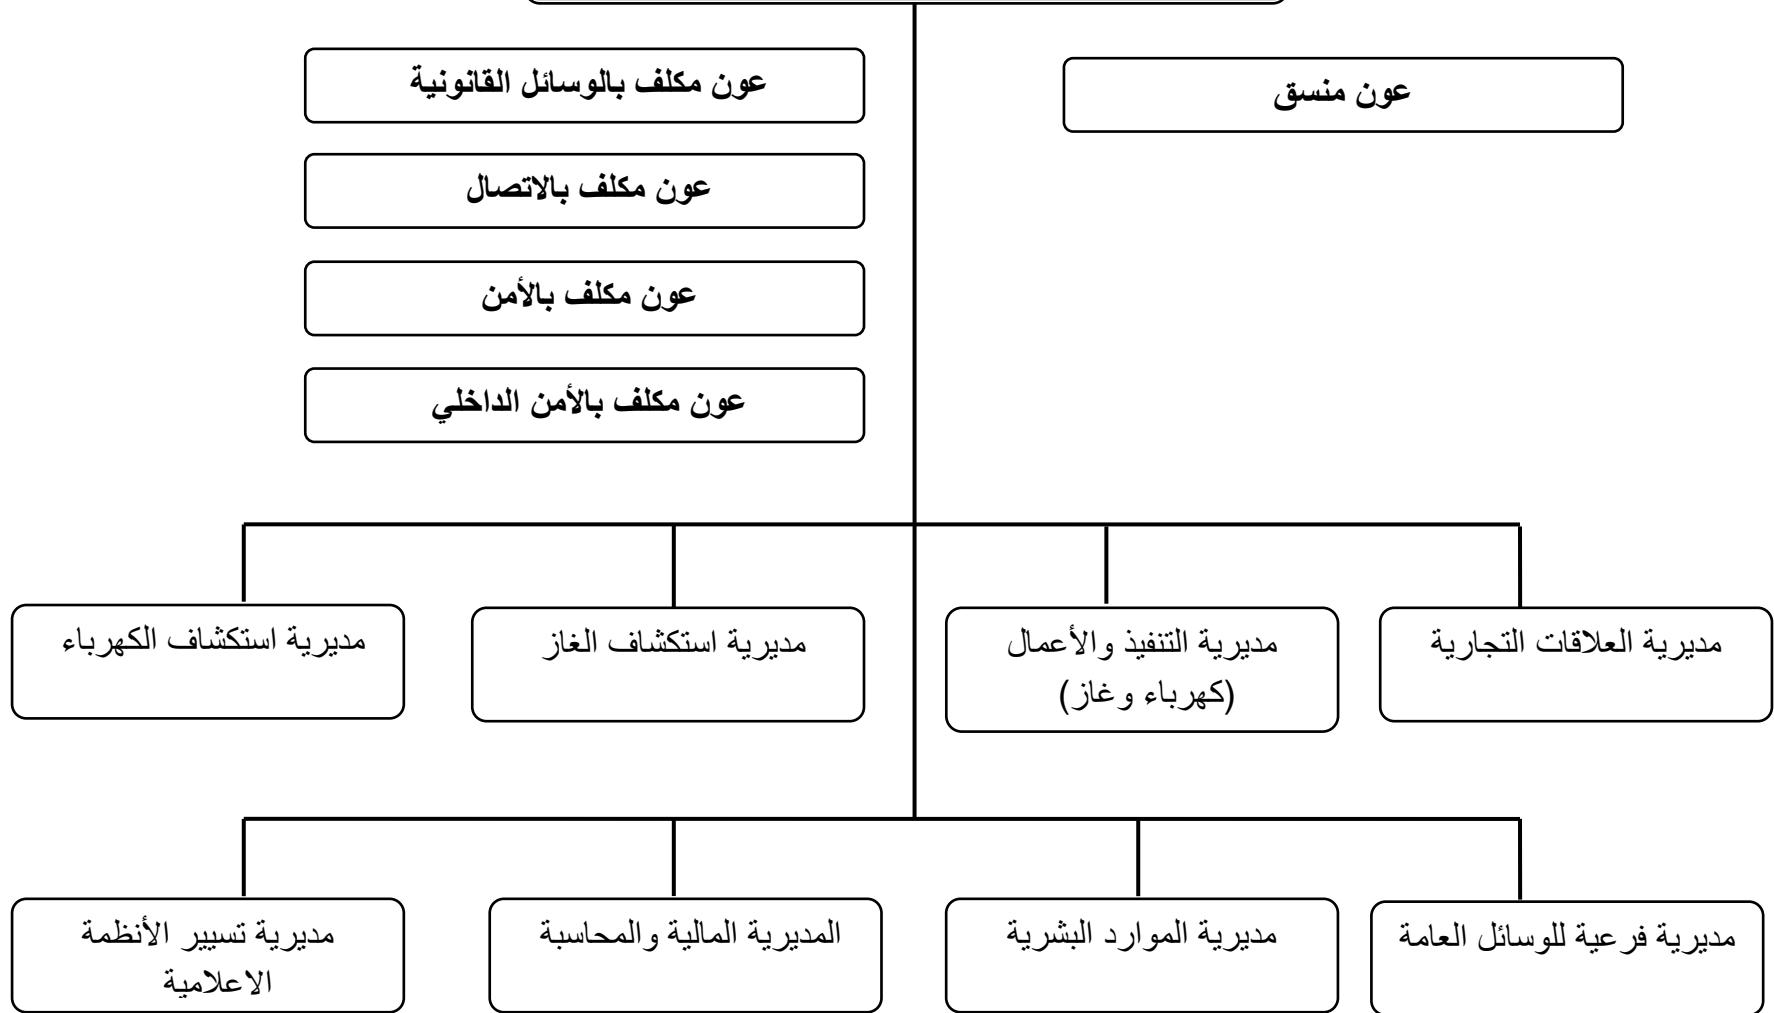 عون منسق
عون مكلف بالوسائل القانونية
عون مكلف بالاتصال
عون مكلف بالأمن
عون مكلف بالأمن الداخلي
مديرية العلاقات التجارية
مديرية التنفيذ والأعمال
(كهرباء وغاز)
مديرية استكشاف الغاز
مديرية استكشاف الكهرباء
مديرية فرعية للوسائل العامة
مديرية الموارد البشرية
المديرية المالية والمحاسبة
مديرية تسيير الأنظمة
الاعلامية